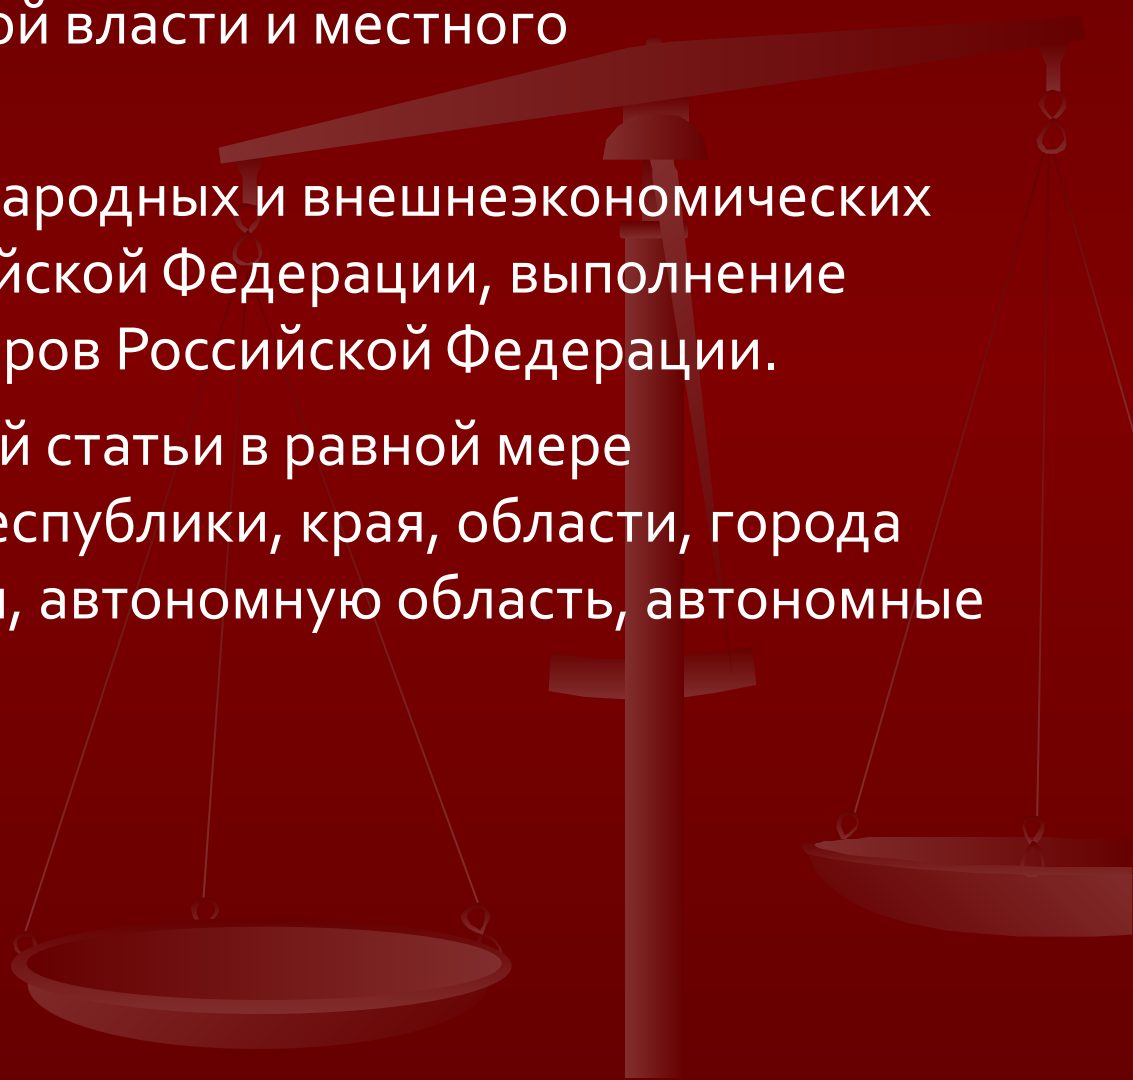 ой власти и местного
ародных и внешнеэкономических
йской Федерации, выполнение
ров Российской Федерации.
й статьи в равной мере
еспублики, края, области, города
, автономную область, автономные